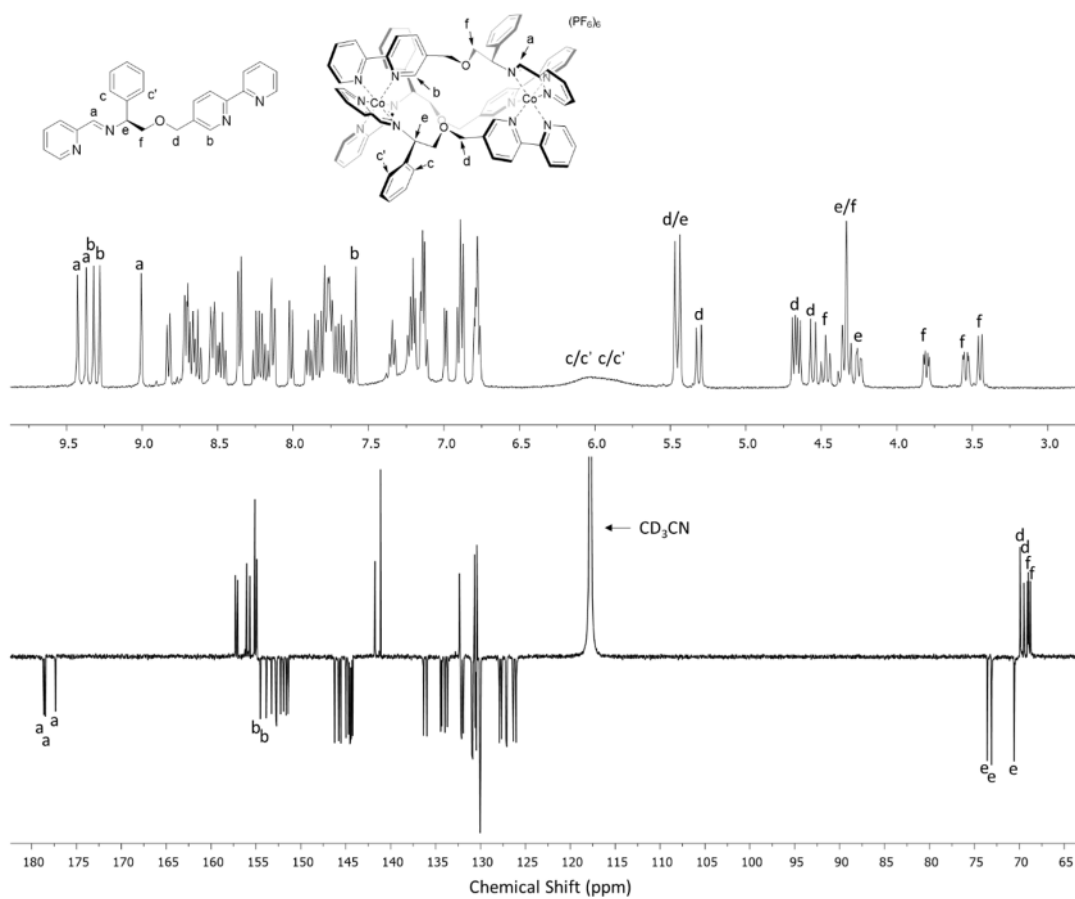 f
(PF₆)₆
a
c c'
a
O
N
N
N
N
e
O
f
d
b
N
N
O
N
b
N
N
N
Co
N
N
e
O
O
N
N
Co
N
N
N
N
c'
c
d
a a b b a b d/e d d d f e/f e f f f
c/c' c/c'
9.5 9.0 8.5 8.0 7.5 7.0 6.5 6.0 5.5 5.0 4.5 4.0 3.5 3.0
CD₃CN
d d f f
a a a b b e e e
180 175 170 165 160 155 150 145 140 135 130 125 120 115 110 105 100 95 90 85 80 75 70 65
Chemical Shift (ppm)